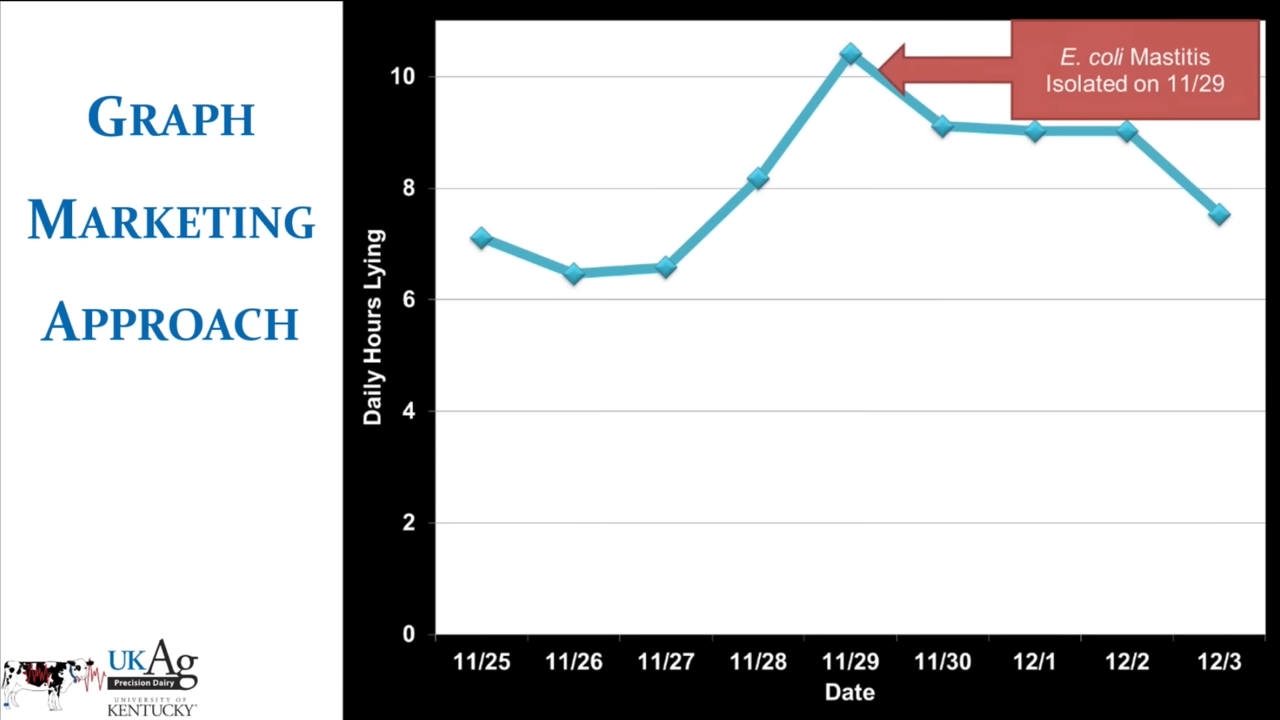 GRAPH
MARKETING
APPROACH
E. coli Mastitis
Isolated on 11/29
Daily Hours Lying
10
8
6
4
2
0
11/25 11/26 11/27 11/28 11/29 11/30 12/1 12/2 12/3
Date
UKAg
Precision Dairy
UNIVERSITY OF
KENTUCKY